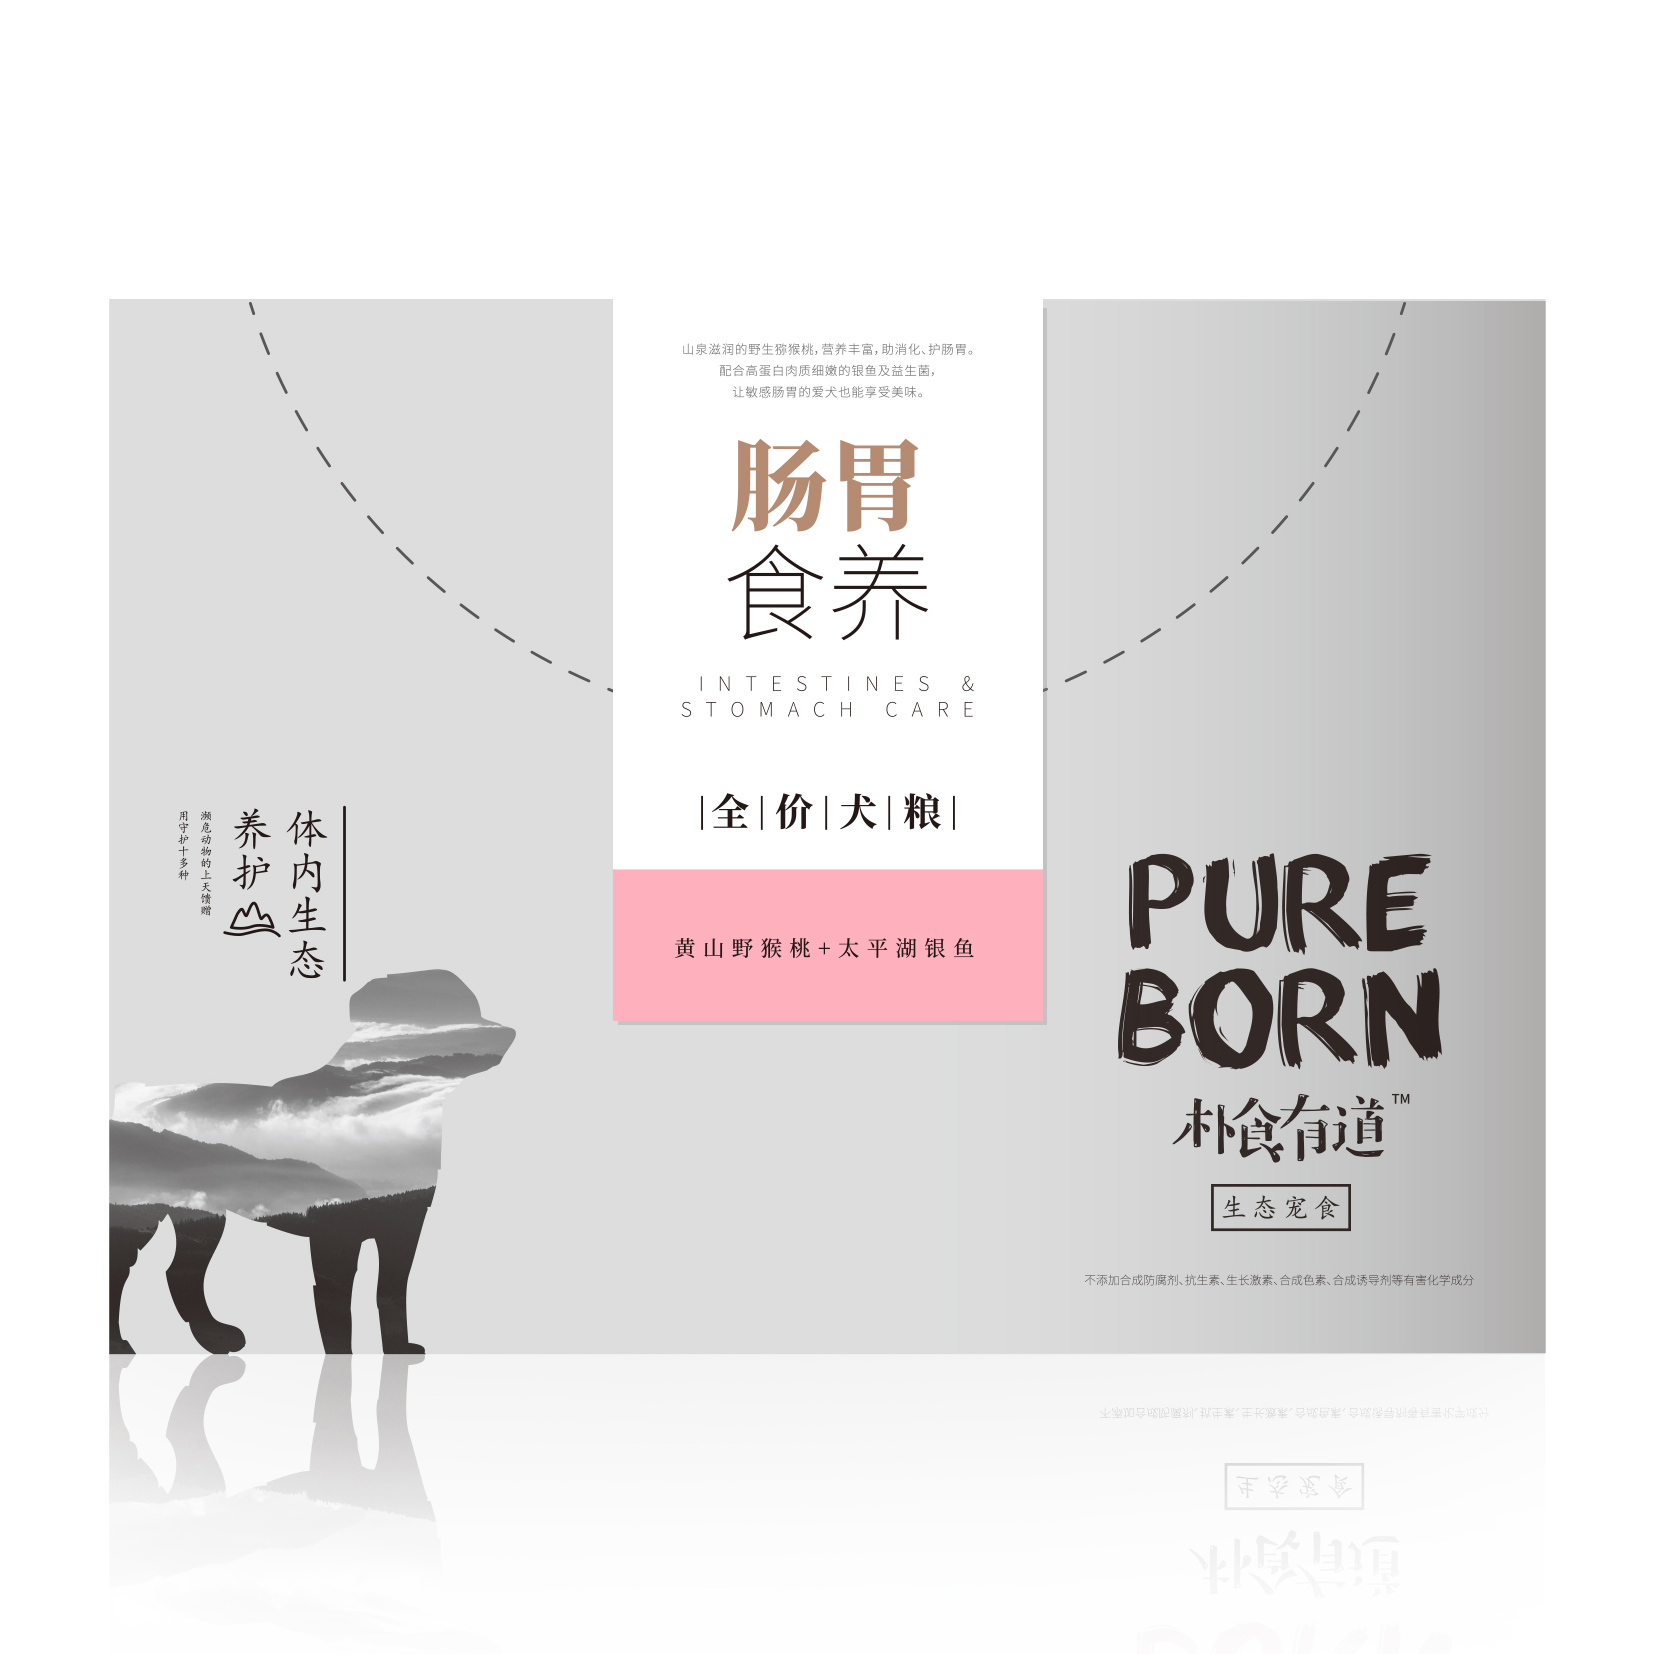 山泉滋润的野生猕猴桃，营养丰富，助消化、护肠胃。
配合高蛋白肉质细嫩的银鱼及益生菌，
让敏感肠胃的爱犬也能享受美味。
肠胃
食养
INTESTINES &
STOMACH CARE
|全|价|犬|粮|
黄山野猴桃+太平湖银鱼
体内生态
养护
濒危动物的上天馈赠
用守护十多种
PURE
BORN
朴食有道™
生态宠食
不添加合成防腐剂、抗生素、生长激素、合成色素、合成诱导剂等有害化学成分